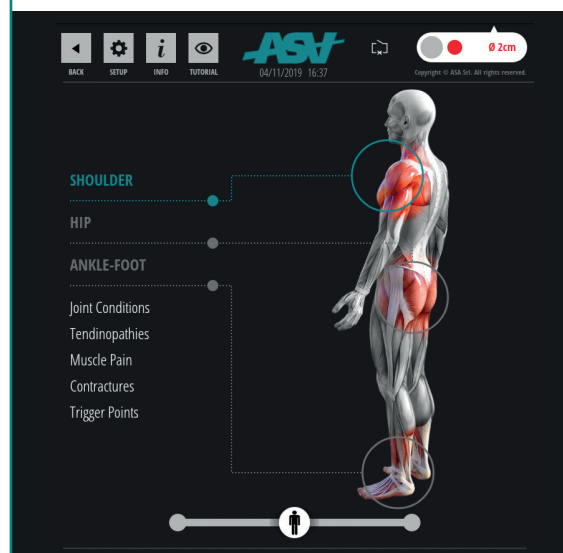 BACK SETUP INFO TUTORIAL
ASA
04/11/2019 16:37
Ø 2cm
Copyright © ASA Srl. All rights reserved.
SHOULDER
HIP
ANKLE-FOOT
Joint Conditions
Tendinopathies
Muscle Pain
Contractures
Trigger Points